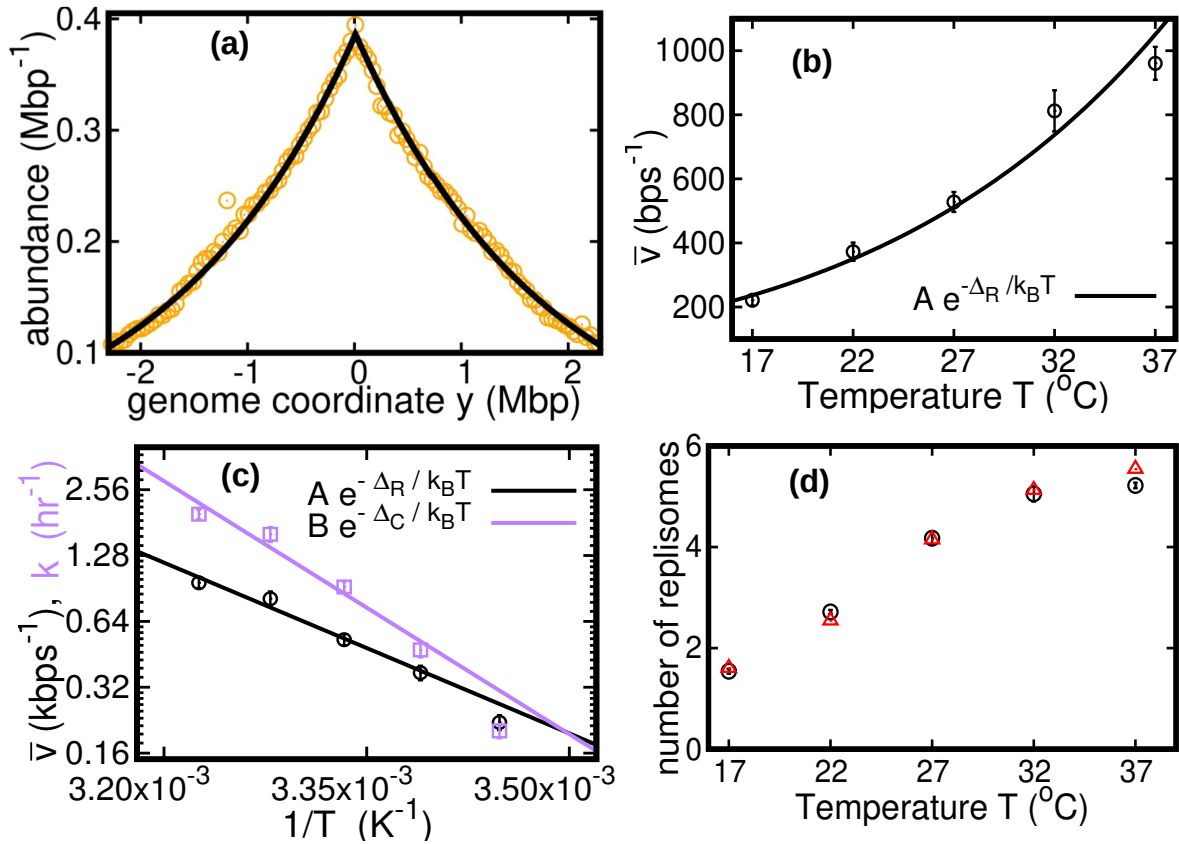 (a)
abundance (Mbp⁻¹)
0.4
0.3
0.2
0.1
-2 -1 0 1 2
genome coordinate y (Mbp)
(b)
v̅ (bps⁻¹)
1000
800
600
400
200
A e^{-Δ_R /k_BT}
17 22 27 32 37
Temperature T (°C)
(c)
v̅ (kbps⁻¹), k (hr⁻¹)
2.56
1.28
0.64
0.32
0.16
A e^{- Δ_R / k_BT}
B e^{- Δ_C / k_BT}
3.20x10⁻³ 3.35x10⁻³ 3.50x10⁻³
1/T (K⁻¹)
(d)
number of replisomes
6
4
2
0
17 22 27 32 37
Temperature T (°C)